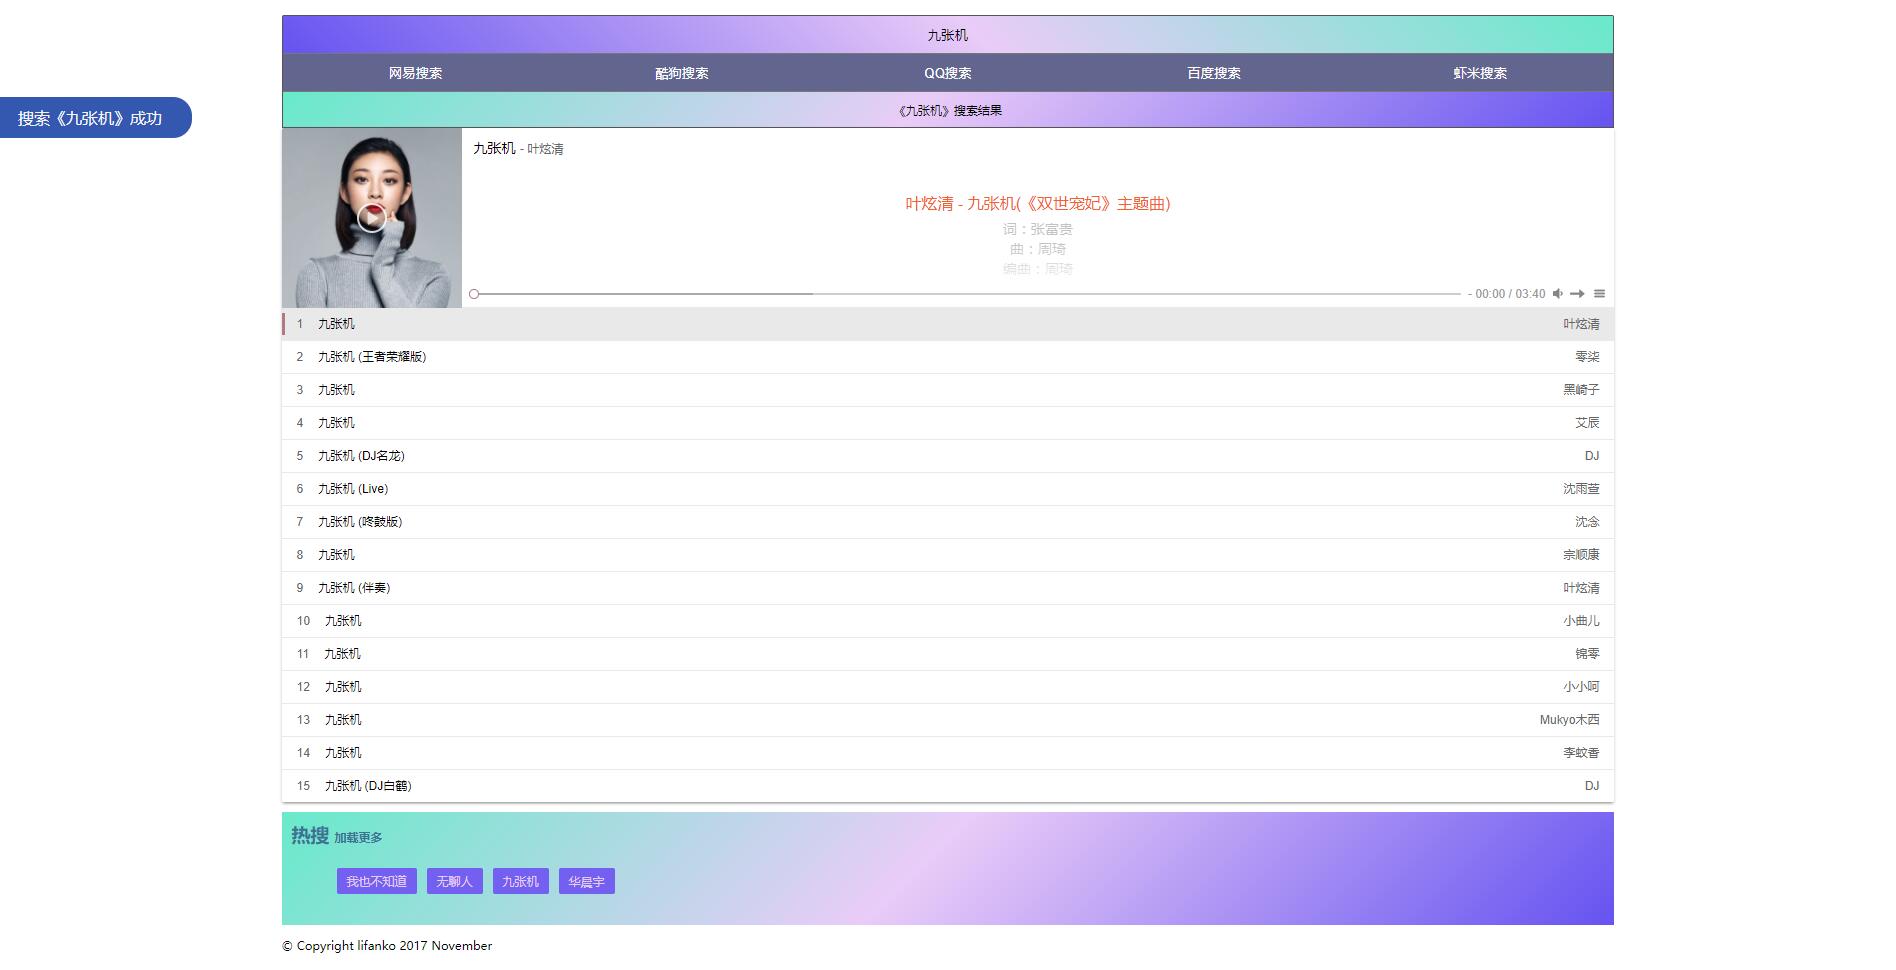 九张机
网易搜索 酷狗搜索 QQ搜索 百度搜索 虾米搜索
《九张机》搜索结果
搜索《九张机》成功
九张机 - 叶炫清
叶炫清 - 九张机(《双世宠妃》主题曲)
词：张富贵
曲：周琦
编曲：周琦
- 00:00 / 03:40
1 九张机 叶炫清
2 九张机 (王者荣耀版) 零柒
3 九张机 黑崎子
4 九张机 艾辰
5 九张机 (DJ名龙) DJ
6 九张机 (Live) 沈雨萱
7 九张机 (咚鼓版) 沈念
8 九张机 宗顺康
9 九张机 (伴奏) 叶炫清
10 九张机 小曲儿
11 九张机 锦零
12 九张机 小小呵
13 九张机 Mukyo木西
14 九张机 李蚊香
15 九张机 (DJ白鹤) DJ
热搜 加载更多
我也不知道 无聊人 九张机 华晨宇
© Copyright lifanko 2017 November